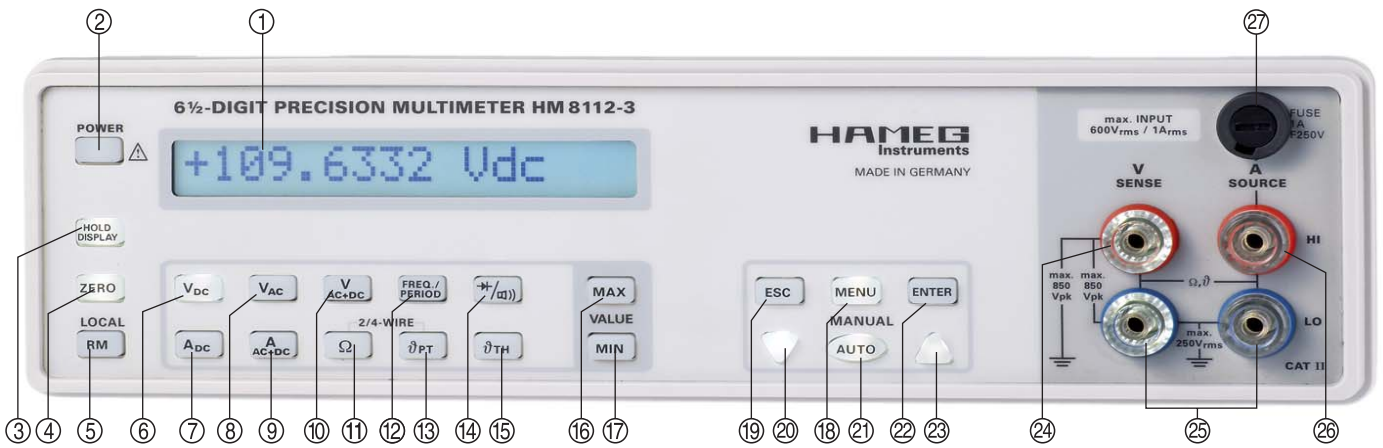 ② ① ㉗
6½-DIGIT PRECISION MULTIMETER HM 8112-3
POWER
+109.6332 Vdc
HAMEG
Instruments
MADE IN GERMANY
max. INPUT
600Vrms / 1Arms
FUSE
1A
F250V
V
SENSE
A
SOURCE
HOLD
DISPLAY
HI
ZERO
VDC
VAC
V
AC+DC
FREQ./
PERIOD
MAX
ESC
MENU
ENTER
max.
850
Vpk
max.
850
Vpk
Ω,ϑ
LOCAL
RM
2/4-WIRE
VALUE
MANUAL
ADC
A
AC+DC
Ω
ϑPT
ϑTH
MIN
AUTO
LO
max.
250Vrms
CAT II
③ ④ ⑤ ⑥ ⑦ ⑧ ⑨ ⑩ ⑪ ⑫ ⑬ ⑭ ⑮ ⑯ ⑰ ⑲ ⑳ ⑱ ㉑ ㉒ ㉓ ㉔ ㉕ ㉖